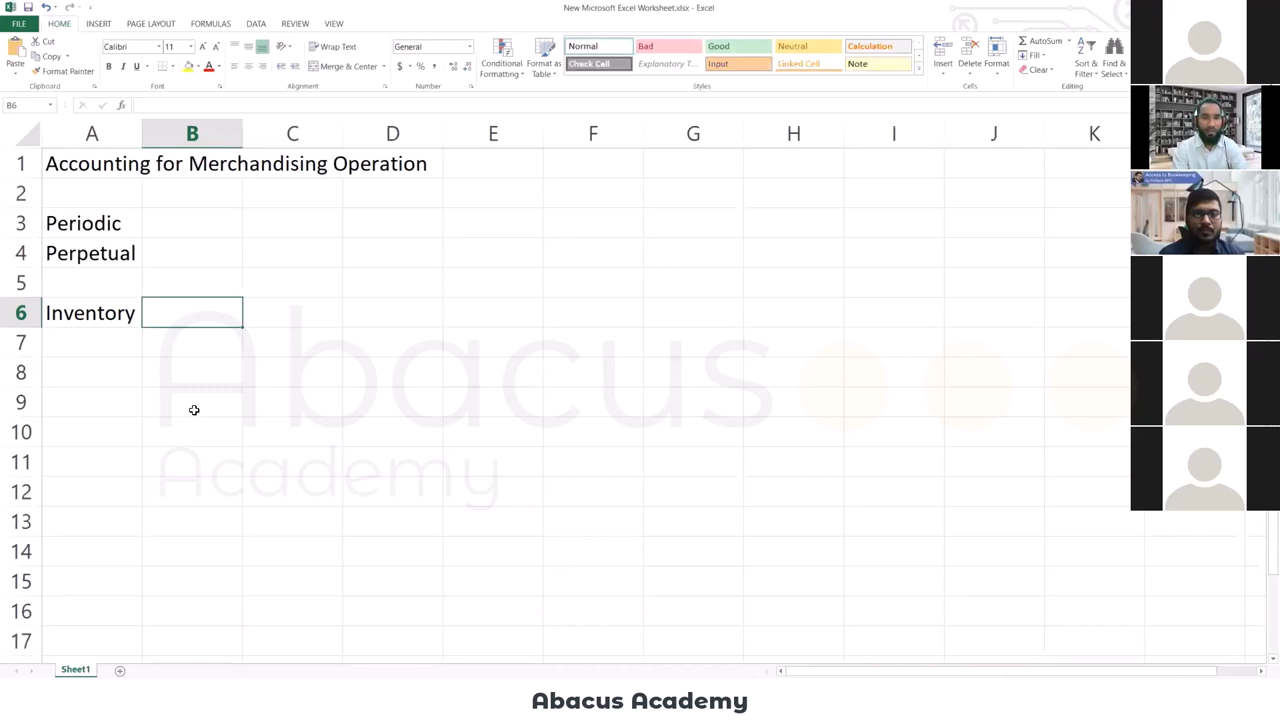 New Microsoft Excel Worksheet.xlsx - Excel
FILE HOME INSERT PAGE LAYOUT FORMULAS DATA REVIEW VIEW
Paste
Cut
Copy
Format Painter
Clipboard
Calibri 11
B I U
Font
Wrap Text
Merge & Center
Alignment
General
$ % ,
Number
Conditional Formatting
Format as Table
Normal Bad Good Neutral Calculation
Check Cell Explanatory T... Input Linked Cell Note
Styles
Insert Delete Format
Cells
AutoSum
Fill
Clear
Sort & Filter
Find & Select
Editing
B6
fx
A B C D E F G H I J K
1 Accounting for Merchandising Operation
2
3 Periodic
4 Perpetual
5
6 Inventory
7
8
9
10
11
12
13
14
15
16
17
Abacus
Academy
Sheet1
Abacus Academy